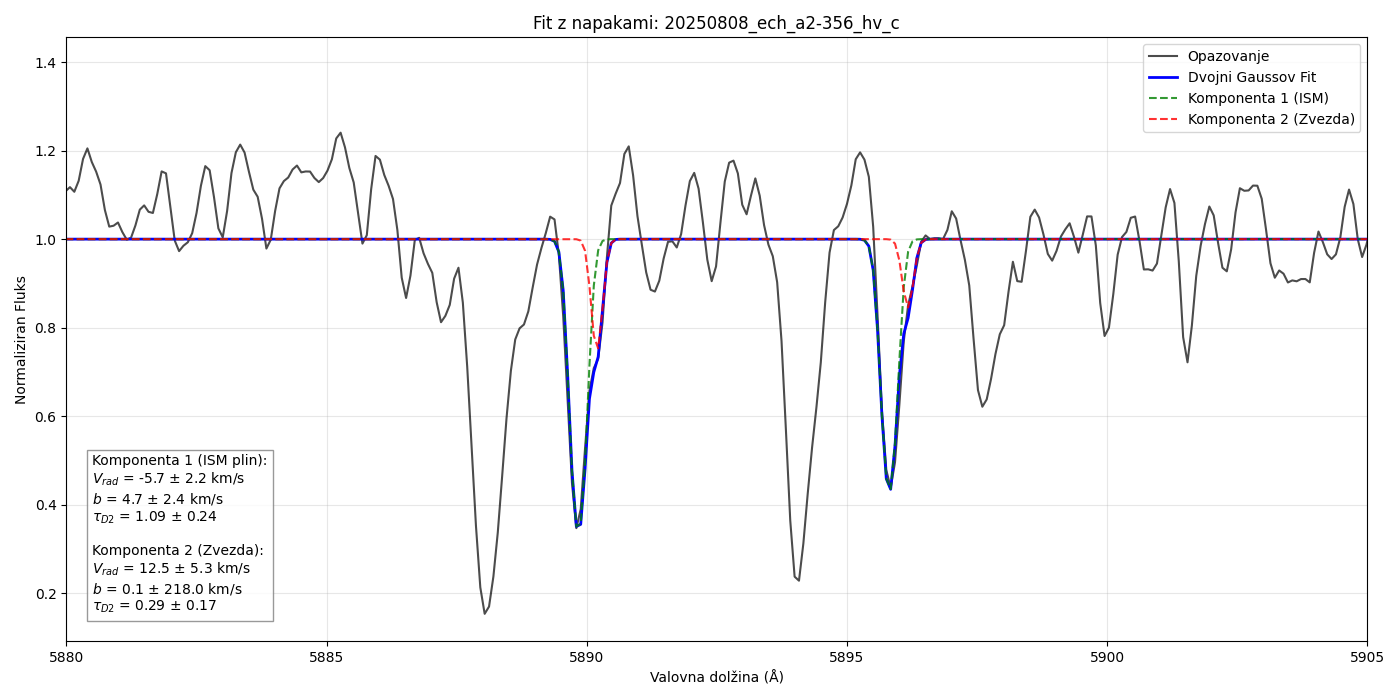 Fit z napakami: 20250808_ech_a2-356_hv_c
Normaliziran Fluks
1.4
1.2
1.0
0.8
0.6
0.4
0.2
Opazovanje
Dvojni Gaussov Fit
Komponenta 1 (ISM)
Komponenta 2 (Zvezda)
Komponenta 1 (ISM plin):
V_rad = -5.7 ± 2.2 km/s
b = 4.7 ± 2.4 km/s
τ_D2 = 1.09 ± 0.24
Komponenta 2 (Zvezda):
V_rad = 12.5 ± 5.3 km/s
b = 0.1 ± 218.0 km/s
τ_D2 = 0.29 ± 0.17
5880 5885 5890 5895 5900 5905
Valovna dolžina (Å)